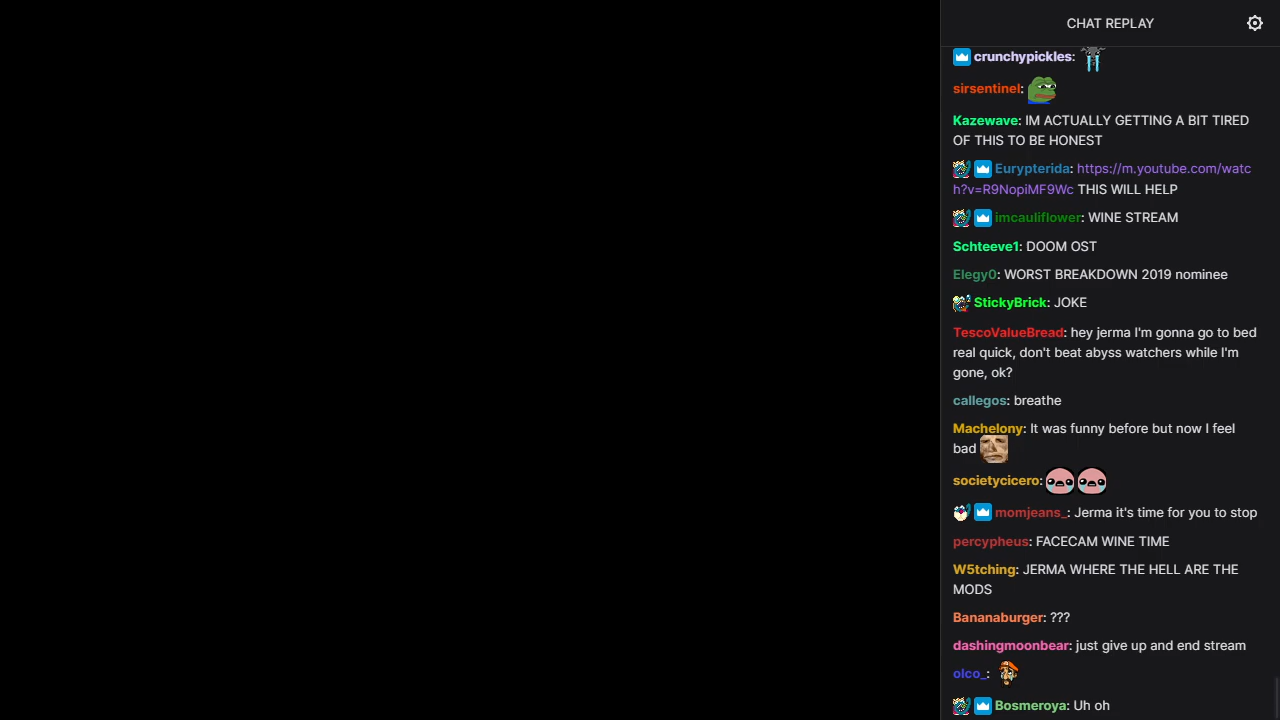 CHAT REPLAY
crunchypickles:
sirsentinel:
Kazewave: IM ACTUALLY GETTING A BIT TIRED
OF THIS TO BE HONEST
Eurypterida: https://m.youtube.com/watc
h?v=R9NopiMF9Wc THIS WILL HELP
imcauliflower: WINE STREAM
Schteeve1: DOOM OST
Elegy0: WORST BREAKDOWN 2019 nominee
StickyBrick: JOKE
TescoValueBread: hey jerma I'm gonna go to bed
real quick, don't beat abyss watchers while I'm
gone, ok?
callegos: breathe
Machelony: It was funny before but now I feel
bad
societycicero:
momjeans_: Jerma it's time for you to stop
percypheus: FACECAM WINE TIME
W5tching: JERMA WHERE THE HELL ARE THE
MODS
Bananaburger: ???
dashingmoonbear: just give up and end stream
olco_:
Bosmeroya: Uh oh